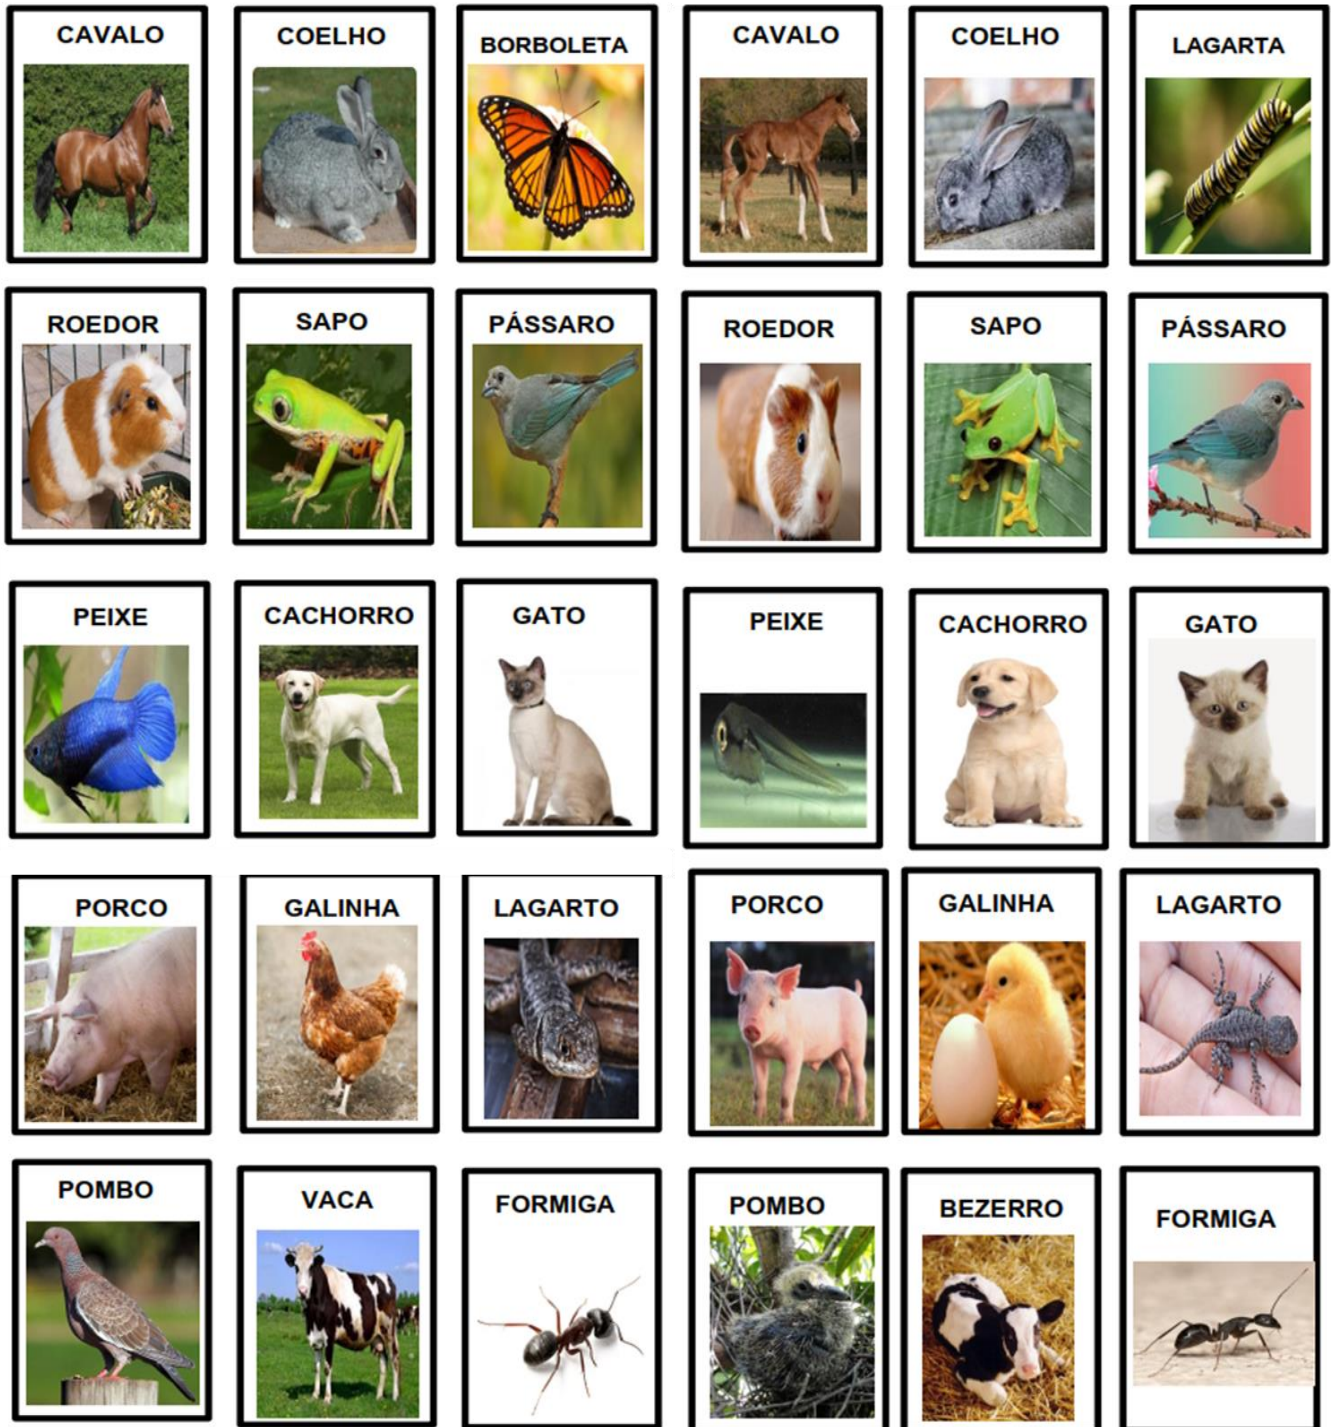 CAVALO
COELHO
BORBOLETA
CAVALO
COELHO
LAGARTA
ROEDOR
SAPO
PÁSSARO
ROEDOR
SAPO
PÁSSARO
PEIXE
CACHORRO
GATO
PEIXE
CACHORRO
GATO
PORCO
GALINHA
LAGARTO
PORCO
GALINHA
LAGARTO
POMBO
VACA
FORMIGA
POMBO
BEZERRO
FORMIGA